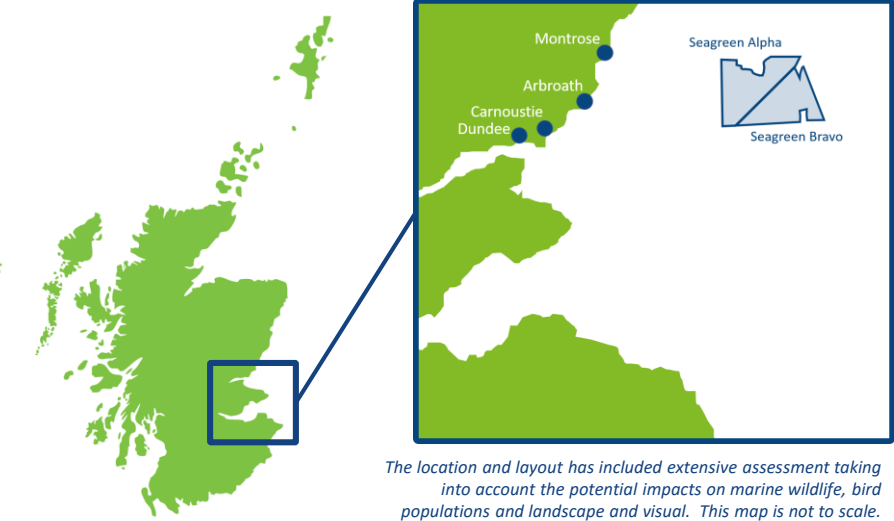 Montrose
Seagreen Alpha
Arbroath
Carnoustie
Dundee
Seagreen Bravo
The location and layout has included extensive assessment taking
into account the potential impacts on marine wildlife, bird
populations and landscape and visual.  This map is not to scale.